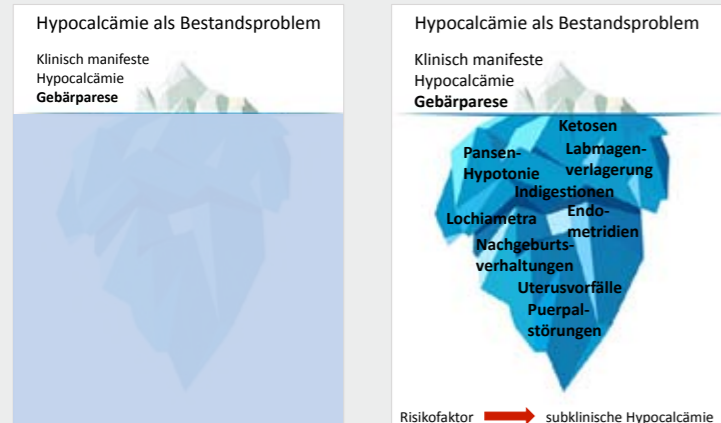 Hypocalcämie als Bestandsproblem
Klinisch manifeste
Hypocalcämie
Gebärparese
Hypocalcämie als Bestandsproblem
Klinisch manifeste
Hypocalcämie
Gebärparese
Ketosen
Pansen-
Hypotonie
Labmagen-
verlagerung
Indigestionen
Lochiametra
Endo-
metridien
Nachgeburts-
verhaltungen
Uterusvorfälle
Puerpal-
störungen
Risikofaktor
subklinische Hypocalcämie